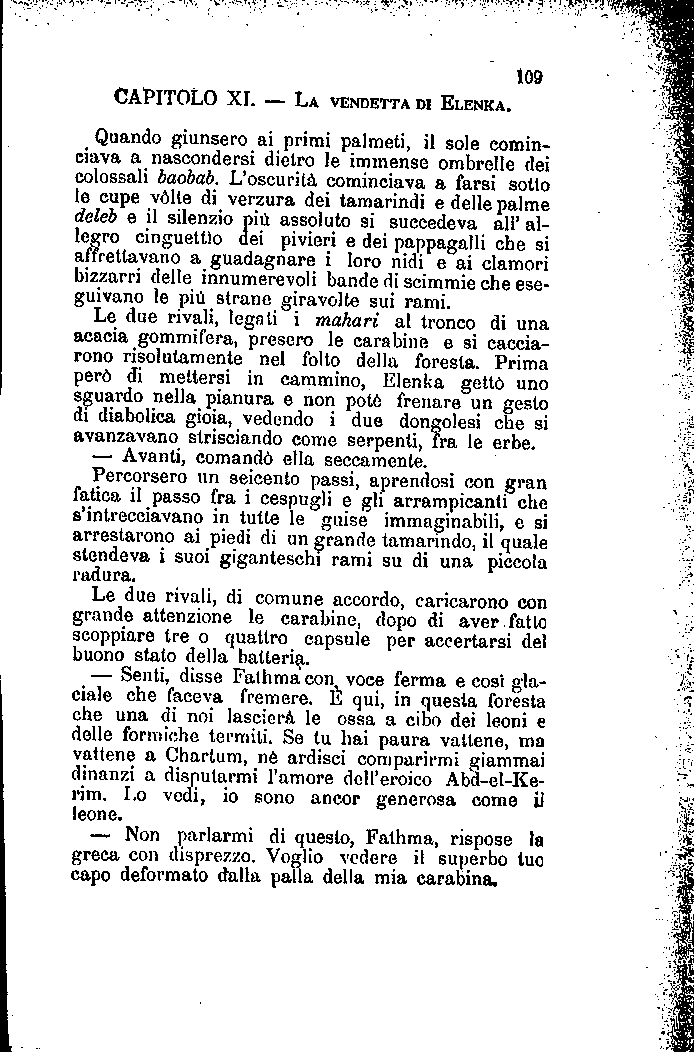 109
CAPITOLO XI. — LA VENDETTA DI ELENKA.
Quando giunsero ai primi palmeti, il sole comin-
ciava a nascondersi dietro le immense ombrelle dei
colossali baobab. L'oscurità cominciava a farsi sotto
le cupe vôlte di verzura dei tamarindi e delle palme
deleb e il silenzio più assoluto si succedeva all' al-
legro cinguettìo dei pivieri e dei pappagalli che si
affrettavano a guadagnare i loro nidi e ai clamori
bizzarri delle innumerevoli bande di scimmie che ese-
guivano le più strane giravolte sui rami.
Le due rivali, legati i mahari al tronco di una
acacia gommifera, presero le carabine e si caccia-
rono risolutamente nel folto della foresta. Prima
però di mettersi in cammino, Elenka gettò uno
sguardo nella pianura e non potè frenare un gesto
di diabolica gioia, vedendo i due dongolesi che si
avanzavano strisciando come serpenti, fra le erbe.
— Avanti, comandò ella seccamente.
Percorsero un seicento passi, aprendosi con gran
fatica il passo fra i cespugli e gli arrampicanti che
s'intrecciavano in tutte le guise immaginabili, e si
arrestarono ai piedi di un grande tamarindo, il quale
stendeva i suoi giganteschi rami su di una piccola
radura.
Le due rivali, di comune accordo, caricarono con
grande attenzione le carabine, dopo di aver fatto
scoppiare tre o quattro capsule per accertarsi del
buono stato della batteria.
— Senti, disse Fathma con voce ferma e così gla-
ciale che faceva fremere. È qui, in questa foresta
che una di noi lascierà le ossa a cibo dei leoni e
delle formiche termiti. Se tu hai paura vattene, ma
vattene a Chartum, nè ardisci comparirmi giammai
dinanzi a disputarmi l'amore dell'eroico Abd-el-Ke-
rim. Lo vedi, io sono ancor generosa come il
leone.
— Non parlarmi di questo, Fathma, rispose la
greca con disprezzo. Voglio vedere il superbo tuo
capo deformato dalla palla della mia carabina.